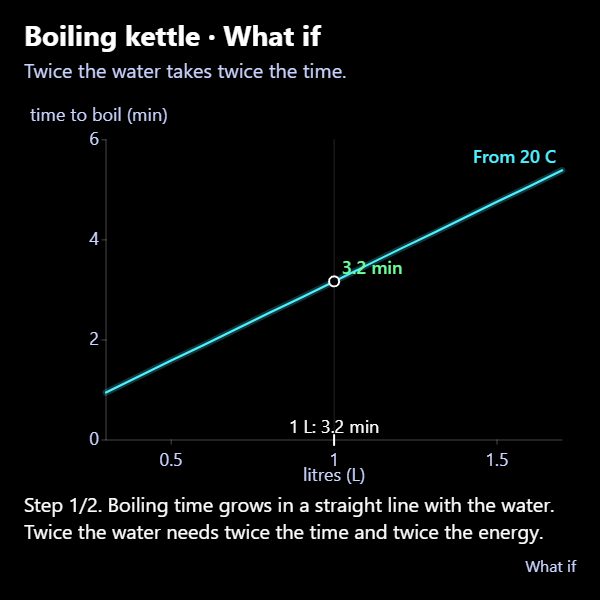 Boiling kettle · What if
Twice the water takes twice the time.
time to boil (min)
6
From 20 C
4
3.2 min
2
1 L: 3.2 min
0
0.5 1 1.5
litres (L)
Step 1/2. Boiling time grows in a straight line with the water.
Twice the water needs twice the time and twice the energy.
What if